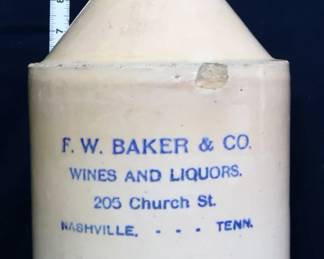 F. W. BAKER & CO.
WINES AND LIQUORS.
205 Church St.
NASHVILLE, - - - TENN.